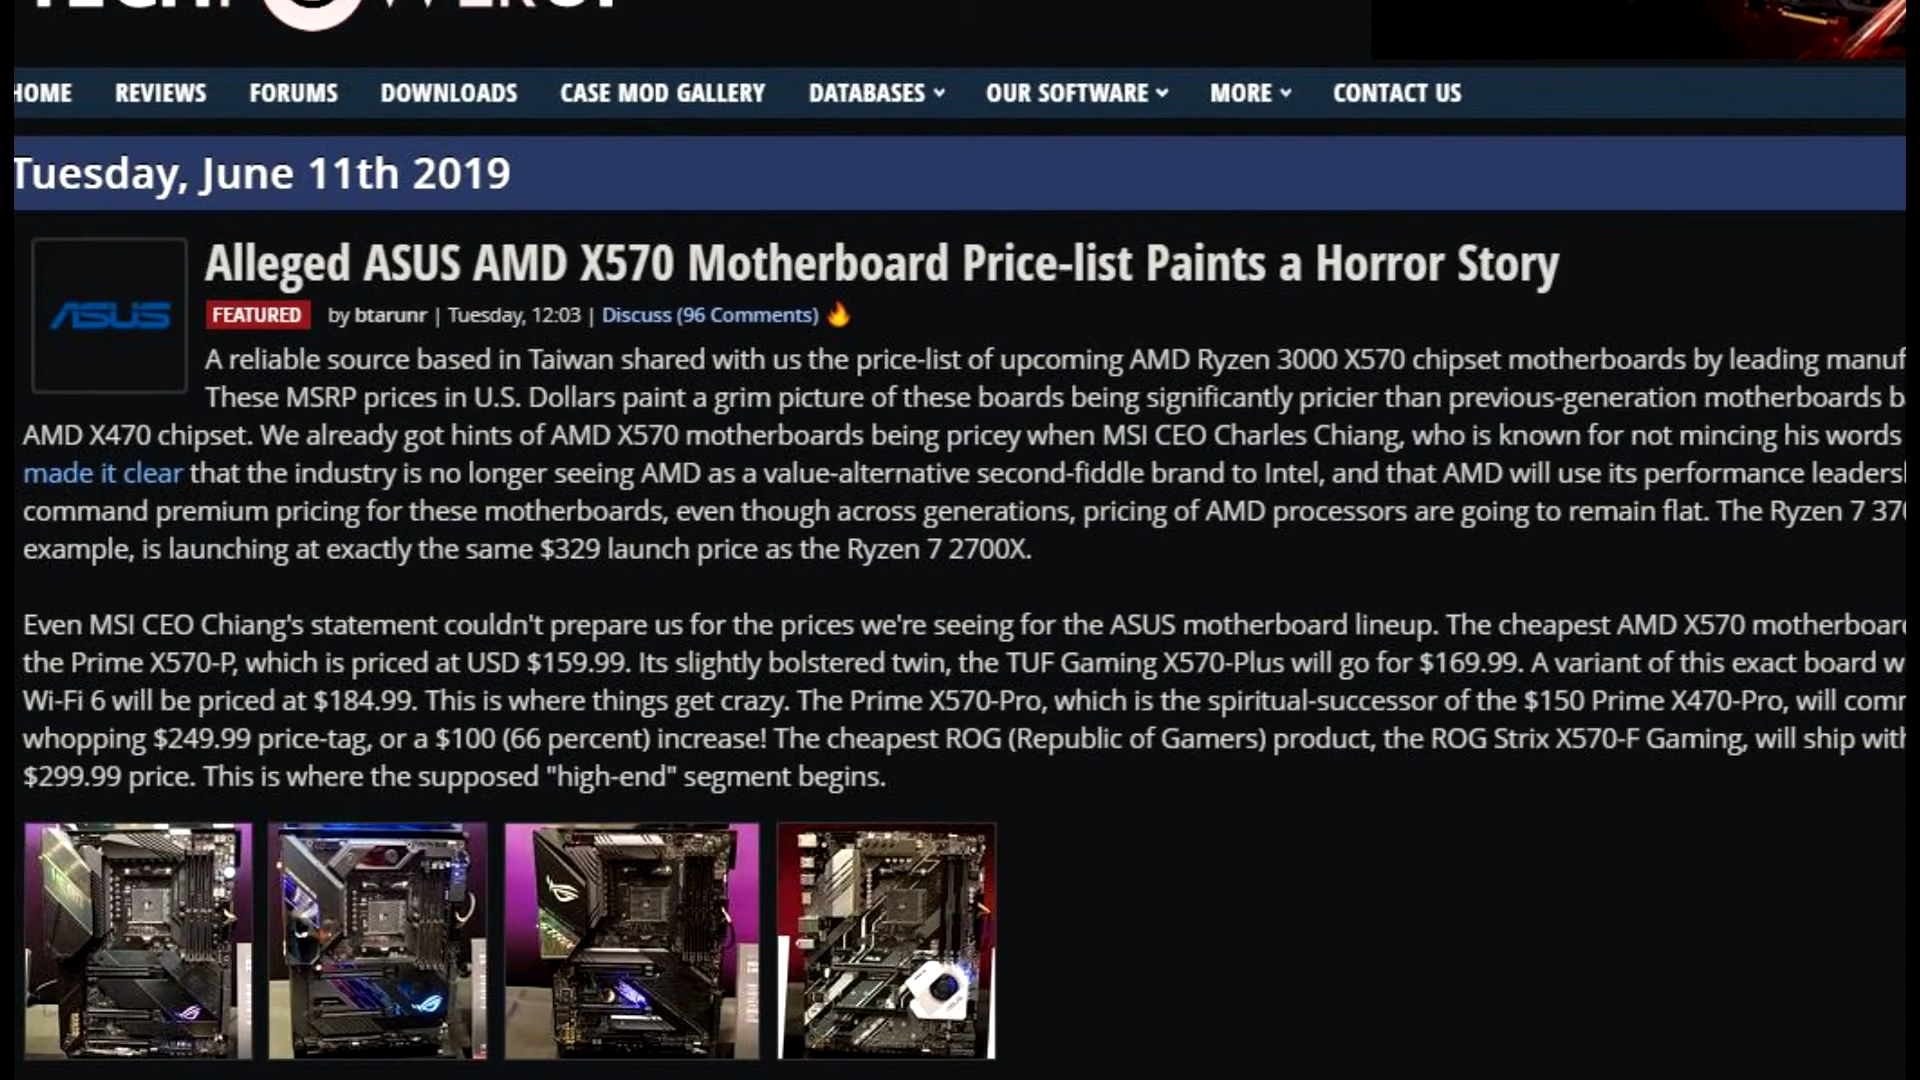 HOME REVIEWS FORUMS DOWNLOADS CASE MOD GALLERY DATABASES OUR SOFTWARE MORE CONTACT US
Tuesday, June 11th 2019
Alleged ASUS AMD X570 Motherboard Price-list Paints a Horror Story
ASUS
FEATURED by btarunr | Tuesday, 12:03 | Discuss (96 Comments)
A reliable source based in Taiwan shared with us the price-list of upcoming AMD Ryzen 3000 X570 chipset motherboards by leading manuf
These MSRP prices in U.S. Dollars paint a grim picture of these boards being significantly pricier than previous-generation motherboards b
AMD X470 chipset. We already got hints of AMD X570 motherboards being pricey when MSI CEO Charles Chiang, who is known for not mincing his words
made it clear that the industry is no longer seeing AMD as a value-alternative second-fiddle brand to Intel, and that AMD will use its performance leaders
command premium pricing for these motherboards, even though across generations, pricing of AMD processors are going to remain flat. The Ryzen 7 37
example, is launching at exactly the same $329 launch price as the Ryzen 7 2700X.
Even MSI CEO Chiang's statement couldn't prepare us for the prices we're seeing for the ASUS motherboard lineup. The cheapest AMD X570 motherboar
the Prime X570-P, which is priced at USD $159.99. Its slightly bolstered twin, the TUF Gaming X570-Plus will go for $169.99. A variant of this exact board w
Wi-Fi 6 will be priced at $184.99. This is where things get crazy. The Prime X570-Pro, which is the spiritual-successor of the $150 Prime X470-Pro, will com
whopping $249.99 price-tag, or a $100 (66 percent) increase! The cheapest ROG (Republic of Gamers) product, the ROG Strix X570-F Gaming, will ship with
$299.99 price. This is where the supposed "high-end" segment begins.